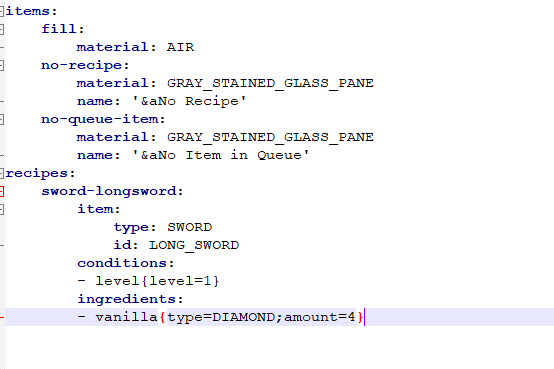 items:
    fill:
        material: AIR
    no-recipe:
        material: GRAY_STAINED_GLASS_PANE
        name: '&aNo Recipe'
    no-queue-item:
        material: GRAY_STAINED_GLASS_PANE
        name: '&aNo Item in Queue'
recipes:
    sword-longsword:
        item:
            type: SWORD
            id: LONG_SWORD
        conditions:
        - level{level=1}
        ingredients:
        - vanilla{type=DIAMOND;amount=4}